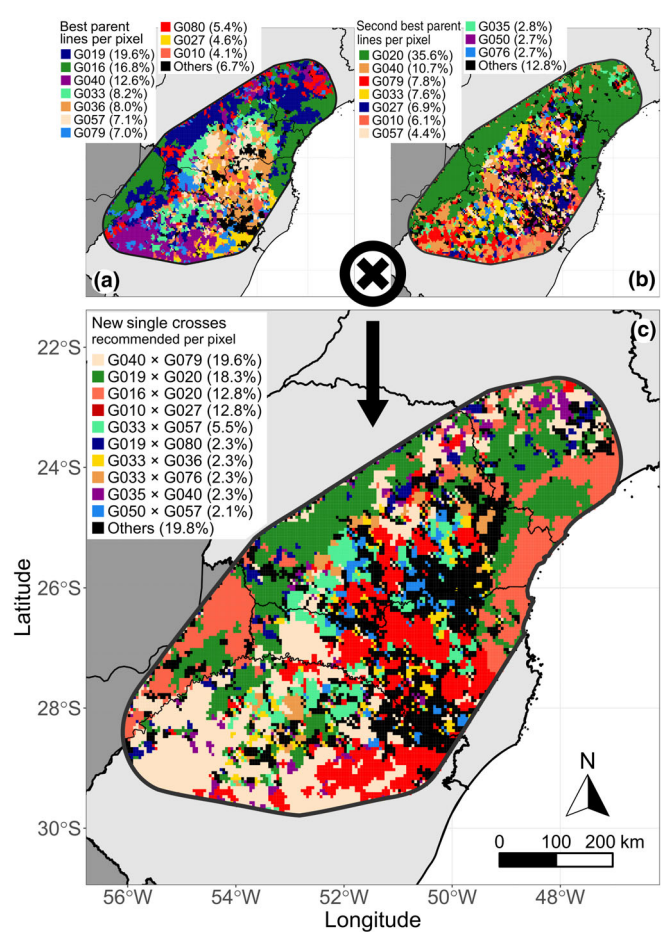 Best parent
lines per pixel
G019 (19.6%)
G016 (16.8%)
G040 (12.6%)
G033 (8.2%)
G036 (8.0%)
G057 (7.1%)
G079 (7.0%)
G080 (5.4%)
G027 (4.6%)
G010 (4.1%)
Others (6.7%)
(a)
Second best parent
lines per pixel
G020 (35.6%)
G040 (10.7%)
G079 (7.8%)
G033 (7.6%)
G027 (6.9%)
G010 (6.1%)
G057 (4.4%)
G035 (2.8%)
G050 (2.7%)
G076 (2.7%)
Others (12.8%)
(b)
New single crosses
recommended per pixel
G040 × G079 (19.6%)
G019 × G020 (18.3%)
G016 × G020 (12.8%)
G010 × G027 (12.8%)
G033 × G057 (5.5%)
G019 × G080 (2.3%)
G033 × G036 (2.3%)
G033 × G076 (2.3%)
G035 × G040 (2.3%)
G050 × G057 (2.1%)
Others (19.8%)
(c)
22°S
24°S
26°S
28°S
30°S
Latitude
N
0 100 200 km
56°W 54°W 52°W 50°W 48°W
Longitude